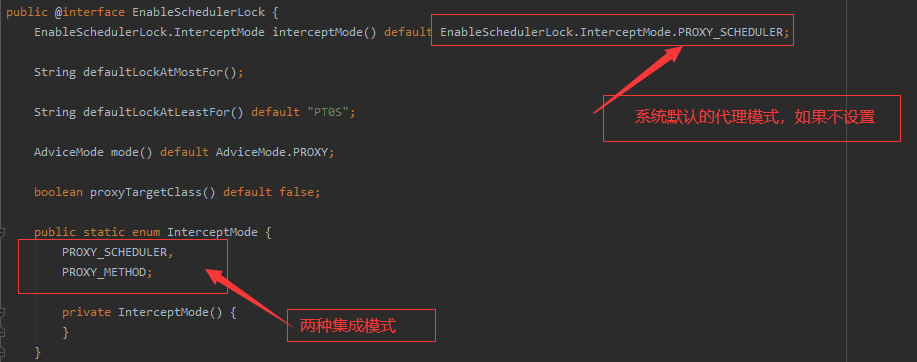 public @interface EnableSchedulerLock {
EnableSchedulerLock.InterceptMode interceptMode() default EnableSchedulerLock.InterceptMode.PROXY_SCHEDULER;
String defaultLockAtMostFor();
String defaultLockAtLeastFor() default "PT0S";
系统默认的代理模式，如果不设置
AdviceMode mode() default AdviceMode.PROXY;
boolean proxyTargetClass() default false;
public static enum InterceptMode {
PROXY_SCHEDULER,
PROXY_METHOD;
private InterceptMode() {
两种集成模式
}
}